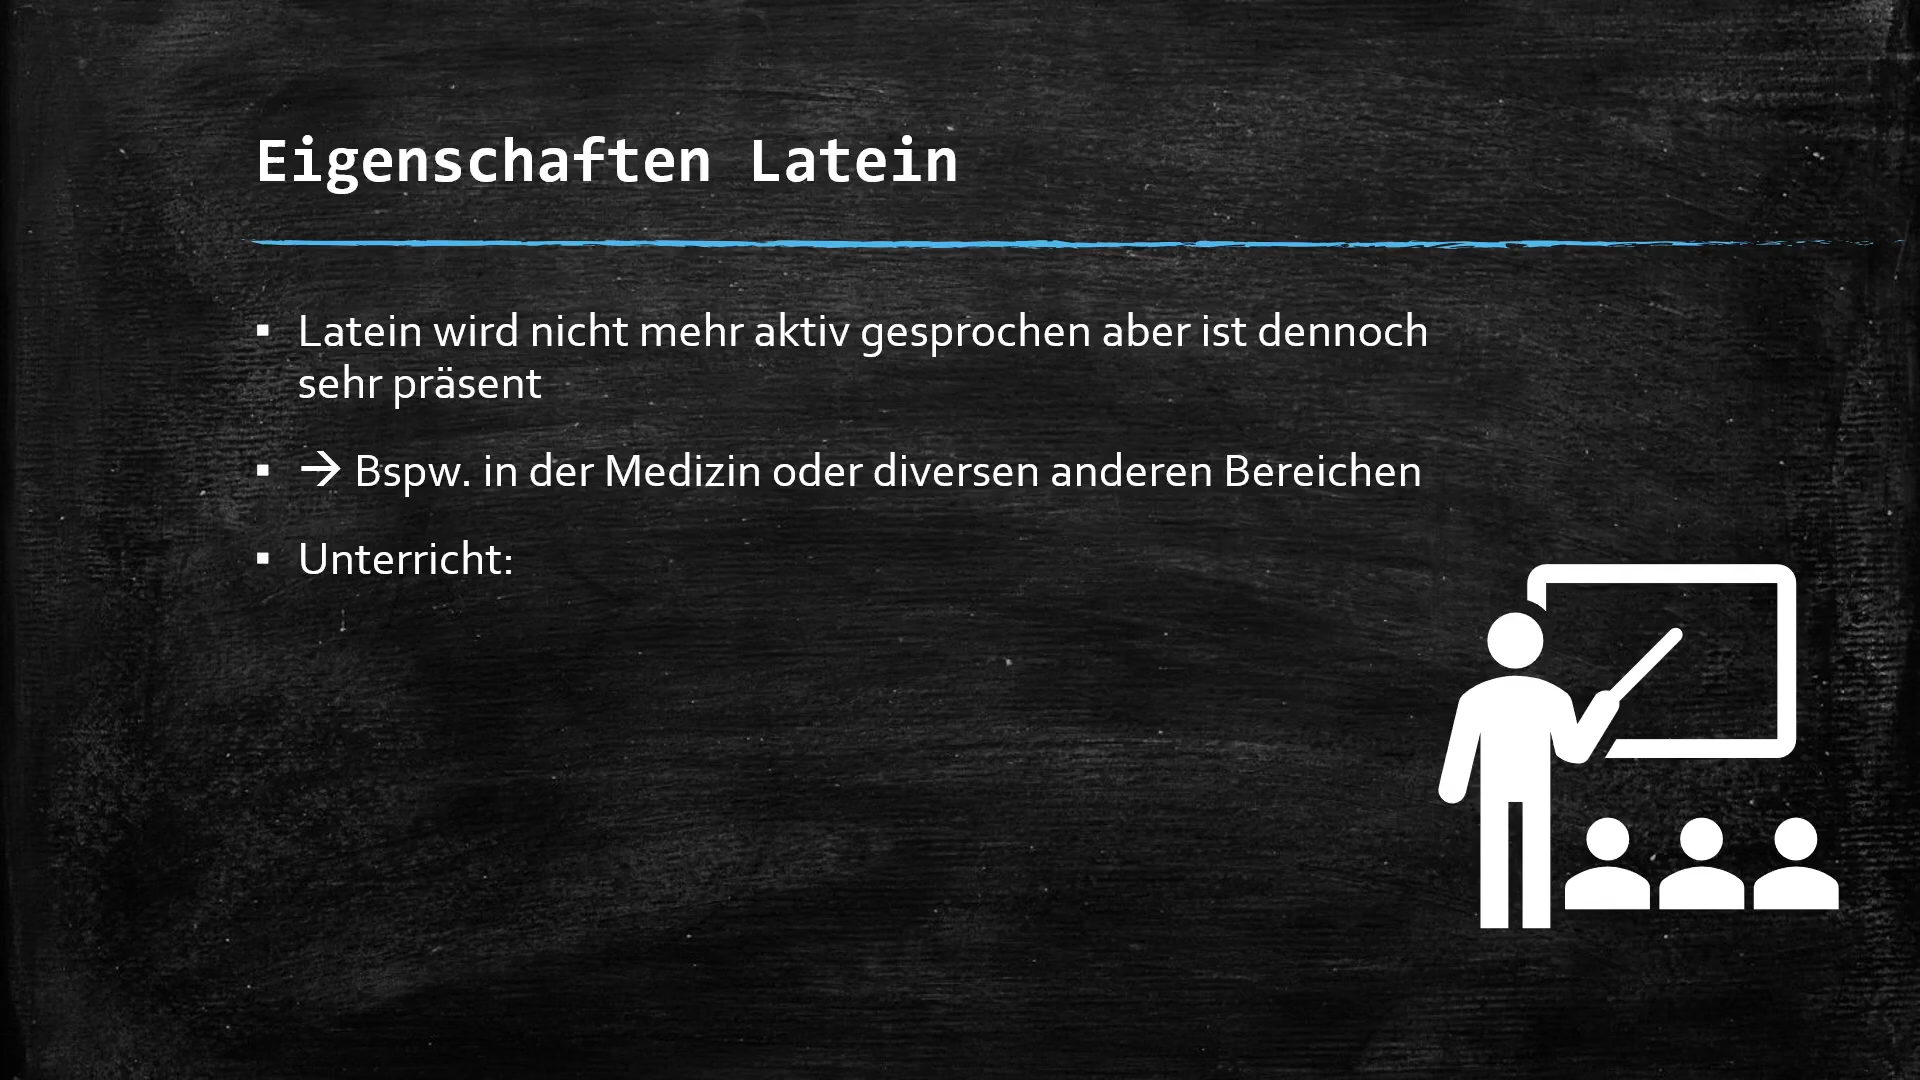 Eigenschaften Latein
▪ Latein wird nicht mehr aktiv gesprochen aber ist dennoch
sehr präsent
▪ → Bspw. in der Medizin oder diversen anderen Bereichen
▪ Unterricht: